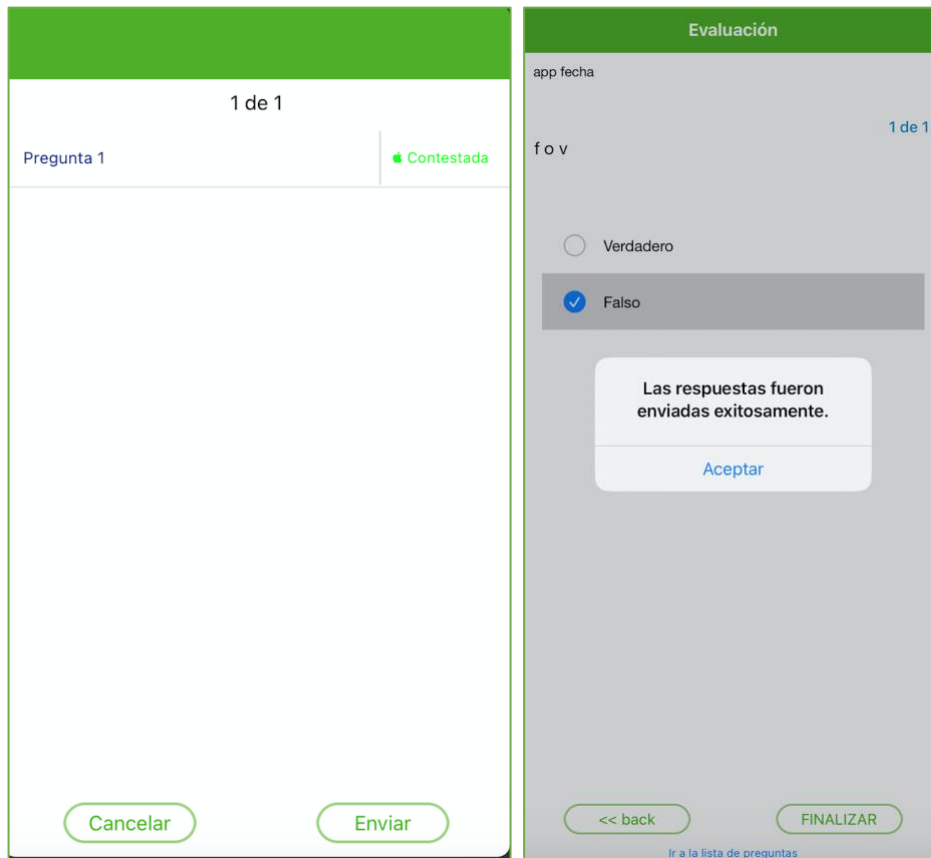 1 de 1
Pregunta 1
Contestada
Cancelar
Enviar
Evaluación
app fecha
1 de 1
f o v
Verdadero
Falso
Las respuestas fueron
enviadas exitosamente.
Aceptar
<< back
FINALIZAR
Ir a la lista de preguntas